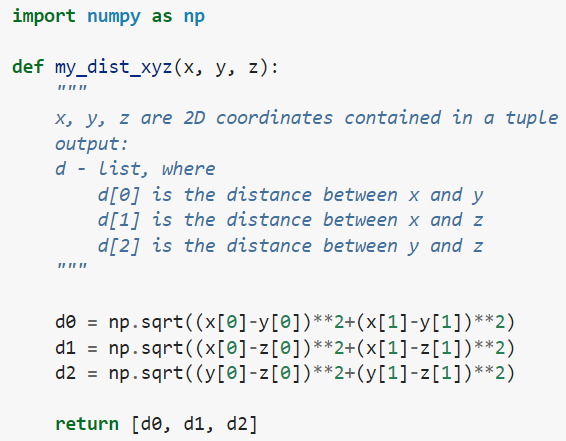 import numpy as np
def my_dist_xyz(x, y, z):
"""
x, y, z are 2D coordinates contained in a tuple
output:
d - list, where
d[0] is the distance between x and y
d[1] is the distance between x and z
d[2] is the distance between y and z
"""
d0 = np.sqrt((x[0]-y[0])**2+(x[1]-y[1])**2)
d1 = np.sqrt((x[0]-z[0])**2+(x[1]-z[1])**2)
d2 = np.sqrt((y[0]-z[0])**2+(y[1]-z[1])**2)
return [d0, d1, d2]